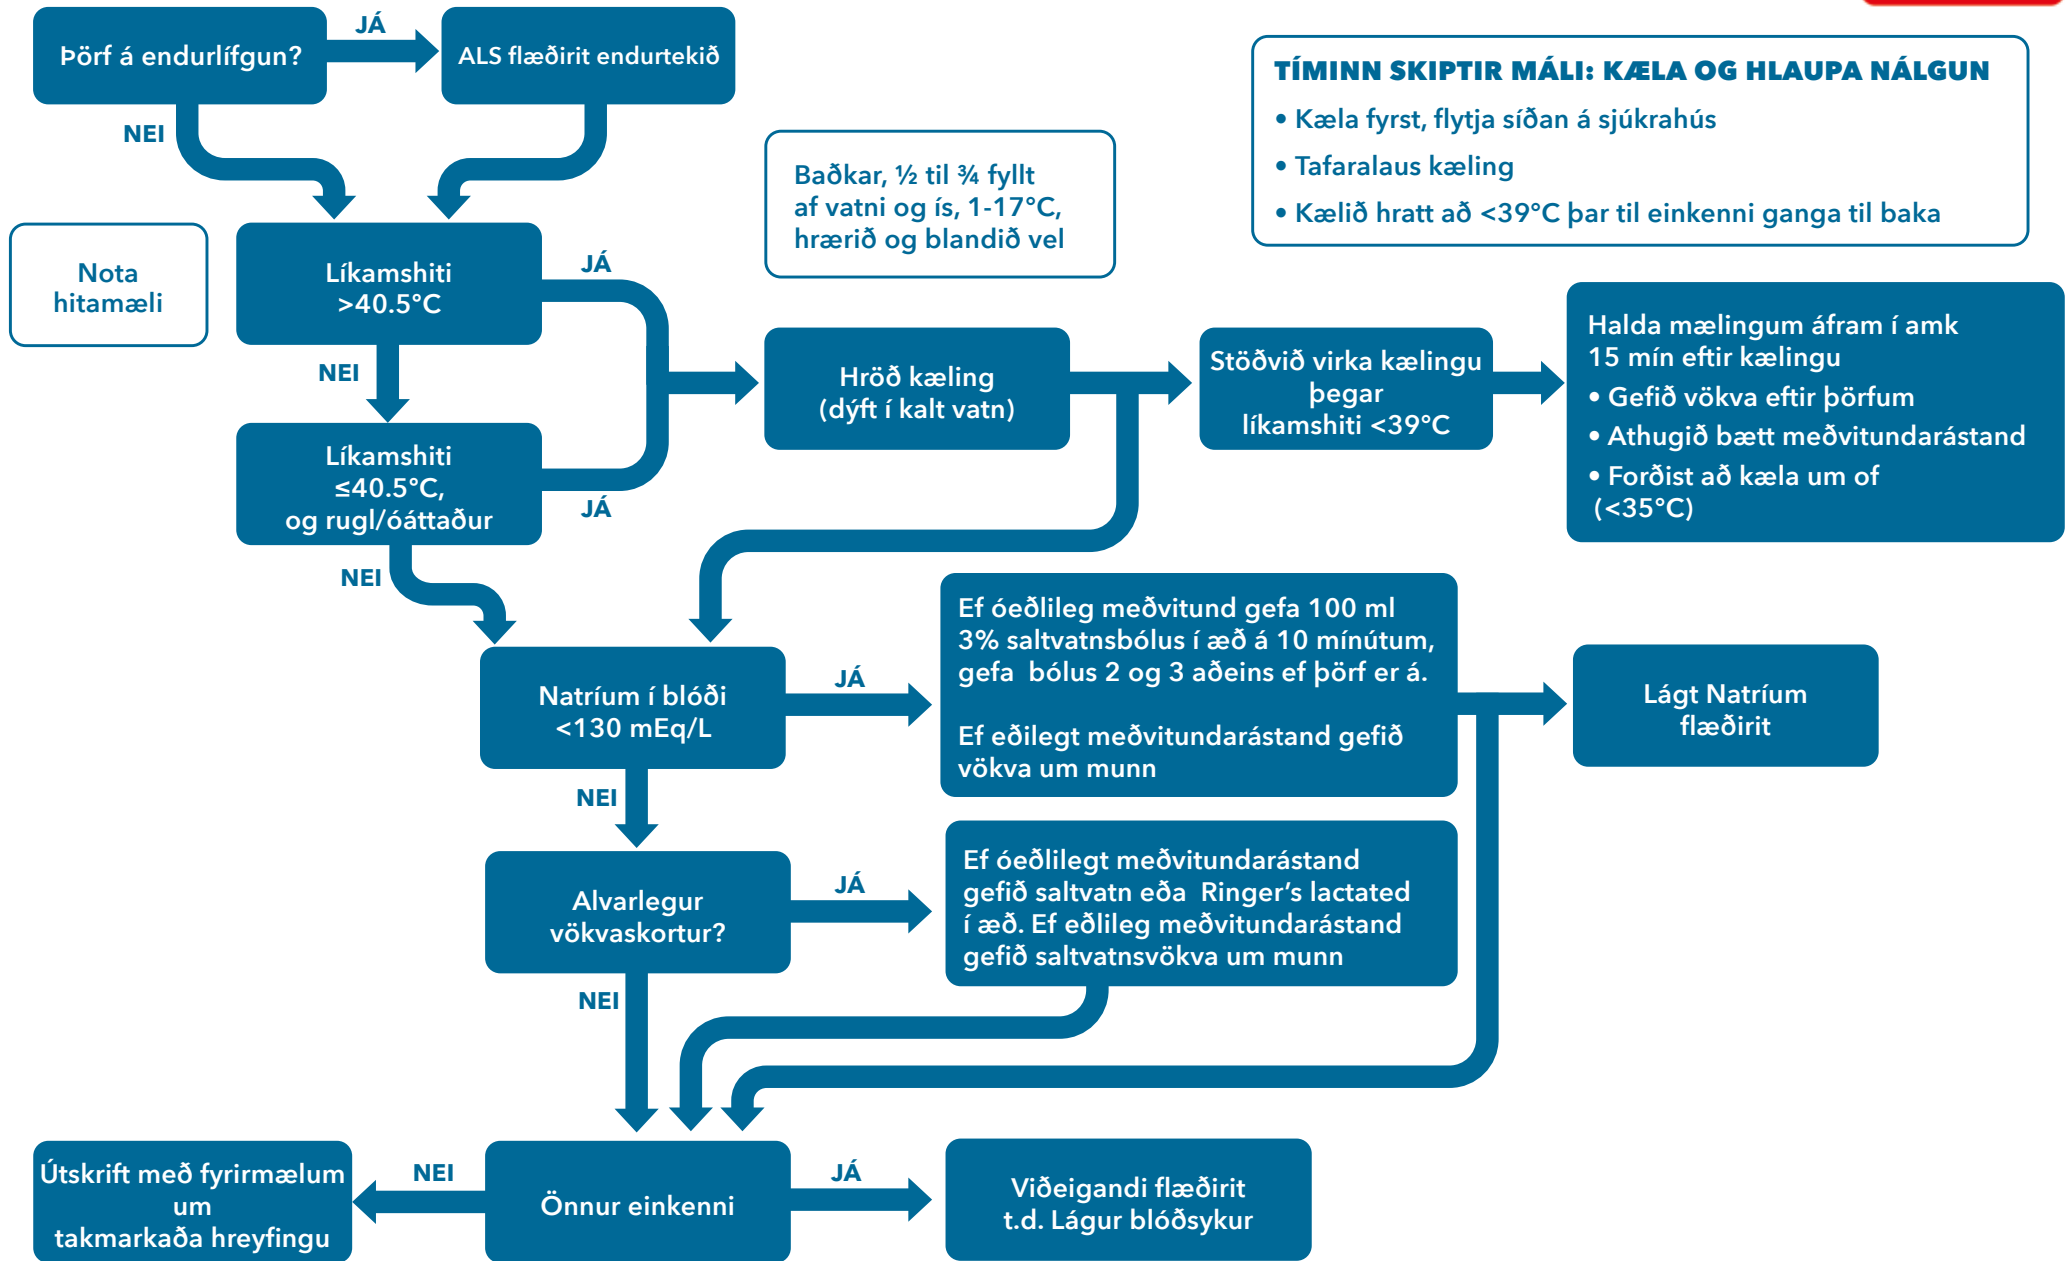 Þörf á endurlífgun?
JÁ
ALS flæðirit endurtekið
NEI
TÍMINN SKIPTIR MÁLI: KÆLA OG HLAUPA NÁLGUN
• Kæla fyrst, flytja síðan á sjúkrahús
• Tafaralaus kæling
• Kælið hratt að <39°C þar til einkenni ganga til baka
Baðkar, ½ til ¾ fyllt
af vatni og ís, 1-17°C,
hrærið og blandið vel
Nota
hitamæli
Líkamshiti
>40.5°C
JÁ
NEI
Líkamshiti
≤40.5°C,
og rugl/óáttaður
JÁ
NEI
Hröð kæling
(dýft í kalt vatn)
Stöðvið virka kælingu
þegar
líkamshiti <39°C
Halda mælingum áfram í amk
15 mín eftir kælingu
• Gefið vökva eftir þörfum
• Athugið bætt meðvitundarástand
• Forðist að kæla um of
(<35°C)
Natríum í blóði
<130 mEq/L
JÁ
NEI
Ef óeðlileg meðvitund gefa 100 ml
3% saltvatnsbólus í æð á 10 mínútum,
gefa bólus 2 og 3 aðeins ef þörf er á.
Ef eðilegt meðvitundarástand gefið
vökva um munn
Lágt Natríum
flæðirit
Alvarlegur
vökvaskortur?
JÁ
NEI
Ef óeðlilegt meðvitundarástand
gefið saltvatn eða Ringer's lactated
í æð. Ef eðlileg meðvitundarástand
gefið saltvatnsvökva um munn
Útskrift með fyrirmælum
um
takmarkaða hreyfingu
NEI
Önnur einkenni
JÁ
Viðeigandi flæðirit
t.d. Lágur blóðsykur